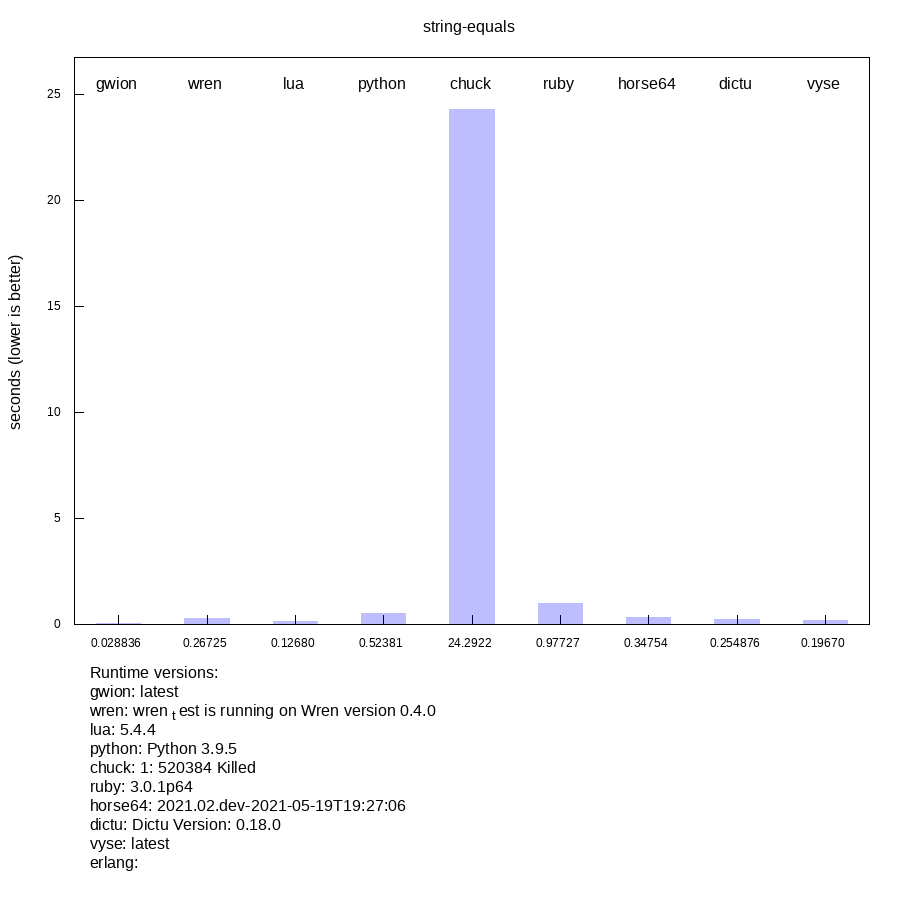 string-equals
gwion wren lua python chuck ruby horse64 dictu vyse
25
20
15
10
5
0
seconds (lower is better)
0.028836 0.26725 0.12680 0.52381 24.2922 0.97727 0.34754 0.254876 0.19670
Runtime versions:
gwion: latest
wren: wren t est is running on Wren version 0.4.0
lua: 5.4.4
python: Python 3.9.5
chuck: 1: 520384 Killed
ruby: 3.0.1p64
horse64: 2021.02.dev-2021-05-19T19:27:06
dictu: Dictu Version: 0.18.0
vyse: latest
erlang: